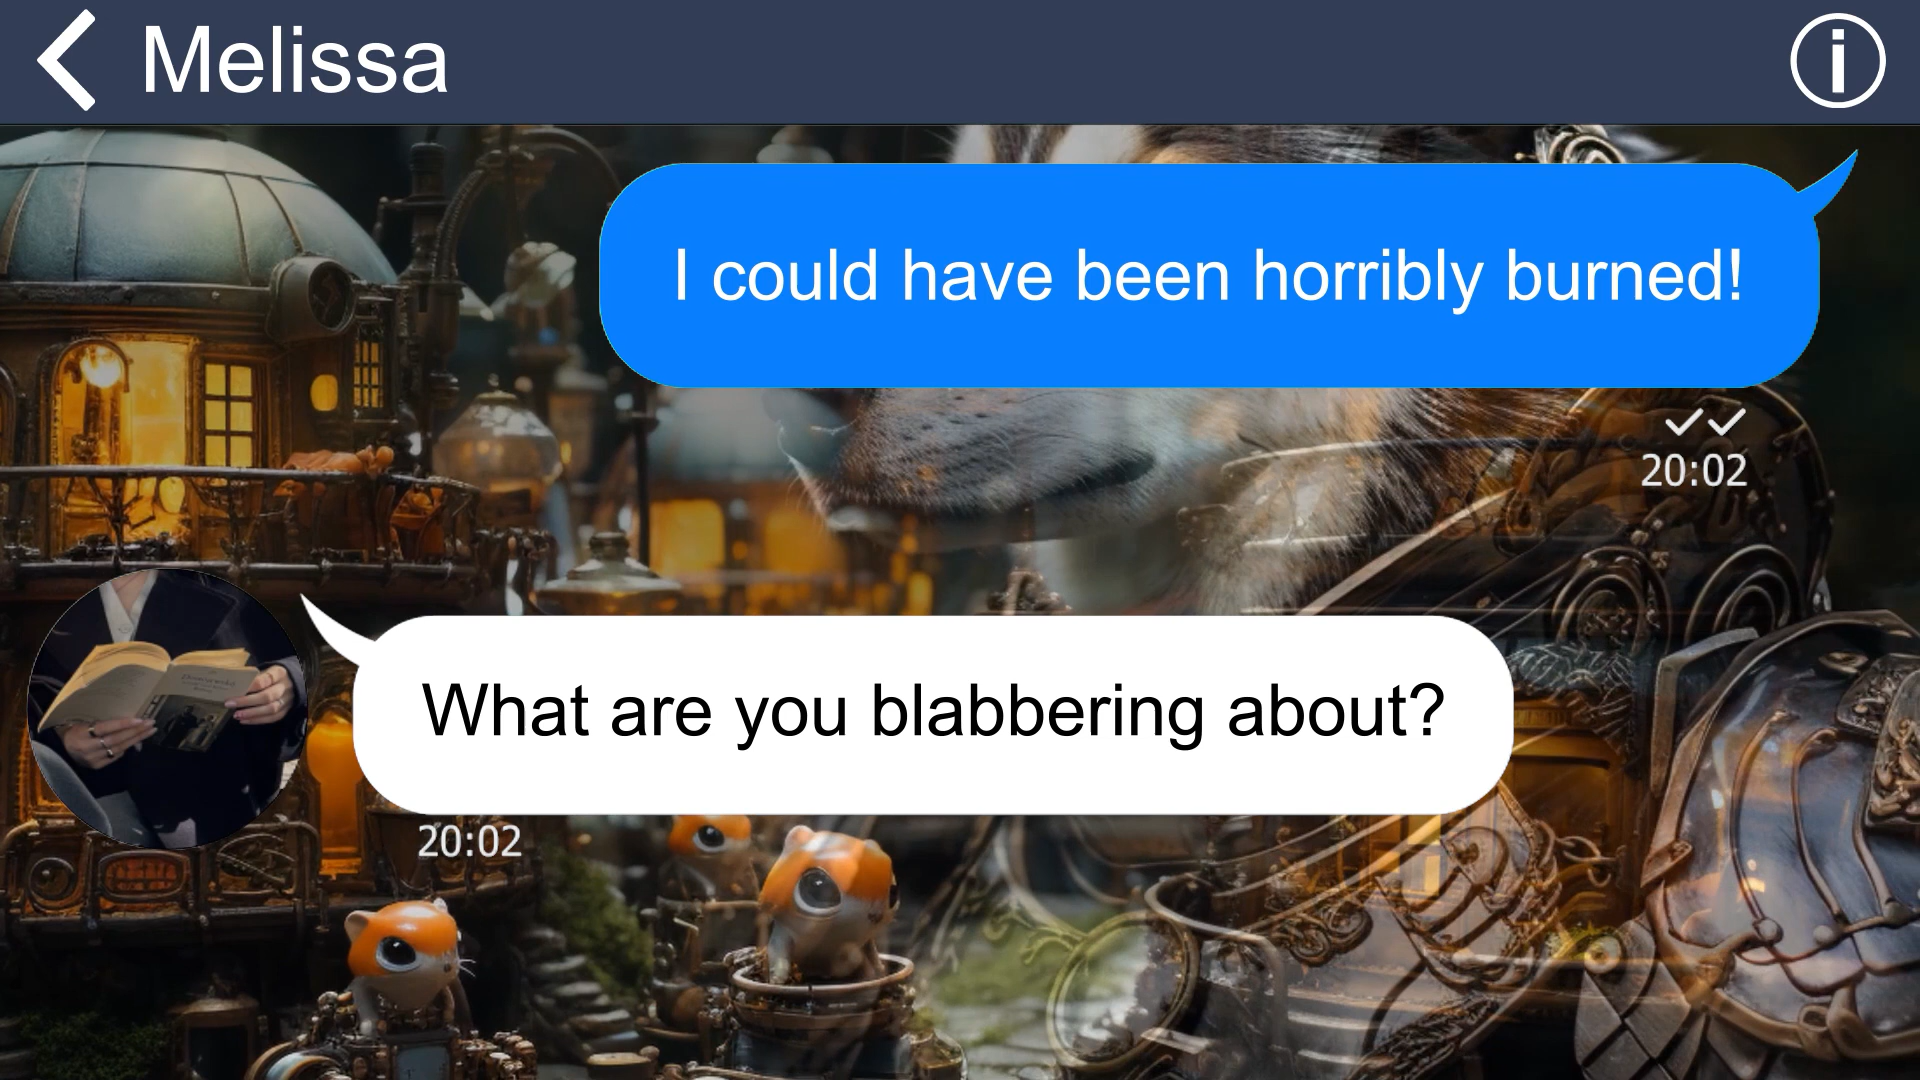 Melissa
I could have been horribly burned!
20:02
What are you blabbering about?
20:02